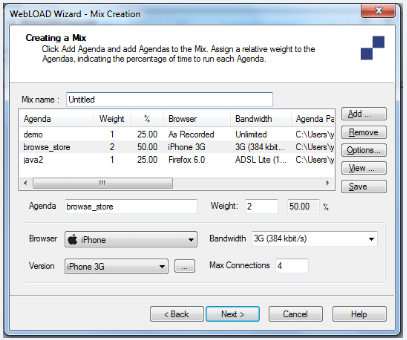 WebLOAD Wizard - Mix Creation
Creating a Mix
Click Add Agenda and add Agendas to the Mix. Assign a relative weight to the
Agendas, indicating the percentage of time to run each Agenda.
Mix name : Untitled
Agenda Weight % Browser Bandwidth Agenda Pa
demo 1 25.00 As Recorded Unlimited C:\Users\y
browse_store 2 50.00 iPhone 3G 3G (384 kbit... C:\Users\y
java2 1 25.00 Firefox 6.0 ADSL Lite (1... C:\Users\y
Add ...
Remove
Options...
View ...
Save
Agenda browse_store Weight: 2 50.00 %
Browser iPhone Bandwidth 3G (384 kbit/s)
Version iPhone 3G ... Max Connections 4
< Back Next > Cancel Help